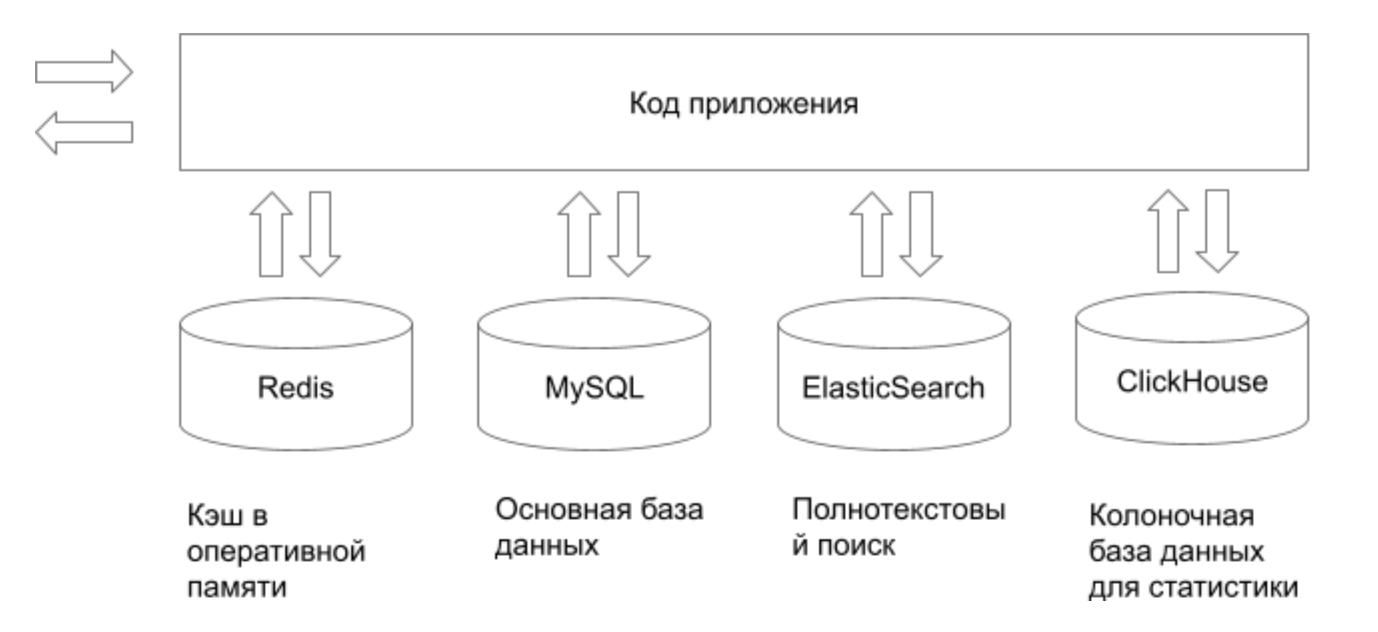 Код приложения
Redis
MySQL
ElasticSearch
ClickHouse
Кэш в
оперативной
памяти
Основная база
данных
Полнотекстовы
й поиск
Колоночная
база данных
для статистики